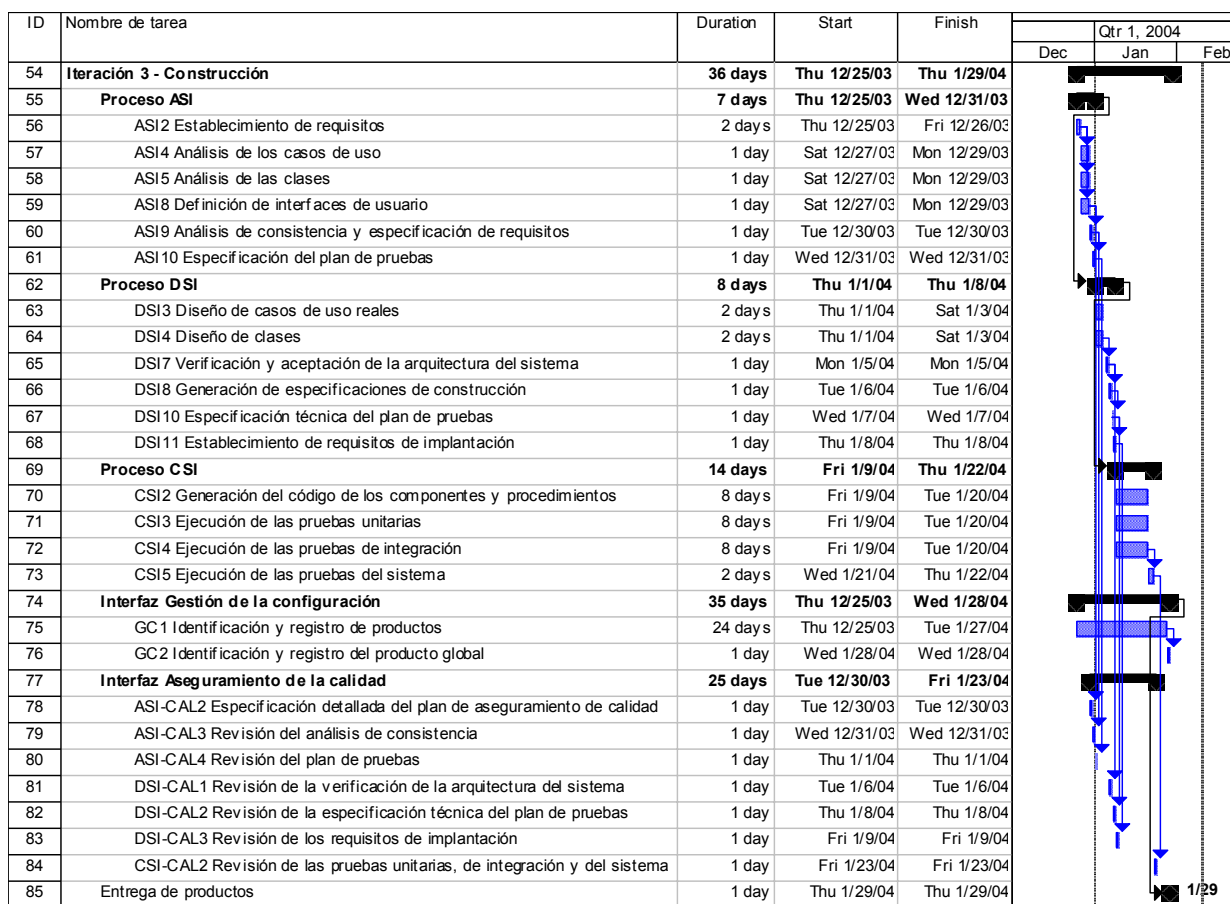 ID Nombre de tarea Duration Start Finish
Qtr 1, 2004
Dec Jan Feb
54 Iteración 3 - Construcción 36 days Thu 12/25/03 Thu 1/29/04
55 Proceso ASI 7 days Thu 12/25/03 Wed 12/31/03
56 ASI2 Establecimiento de requisitos 2 days Thu 12/25/03 Fri 12/26/03
57 ASI4 Análisis de los casos de uso 1 day Sat 12/27/03 Mon 12/29/03
58 ASI5 Análisis de las clases 1 day Sat 12/27/03 Mon 12/29/03
59 ASI8 Definición de interfaces de usuario 1 day Sat 12/27/03 Mon 12/29/03
60 ASI9 Análisis de consistencia y especificación de requisitos 1 day Tue 12/30/03 Tue 12/30/03
61 ASI10 Especificación del plan de pruebas 1 day Wed 12/31/03 Wed 12/31/03
62 Proceso DSI 8 days Thu 1/1/04 Thu 1/8/04
63 DSI3 Diseño de casos de uso reales 2 days Thu 1/1/04 Sat 1/3/04
64 DSI4 Diseño de clases 2 days Thu 1/1/04 Sat 1/3/04
65 DSI7 Verificación y aceptación de la arquitectura del sistema 1 day Mon 1/5/04 Mon 1/5/04
66 DSI8 Generación de especificaciones de construcción 1 day Tue 1/6/04 Tue 1/6/04
67 DSI10 Especificación técnica del plan de pruebas 1 day Wed 1/7/04 Wed 1/7/04
68 DSI11 Establecimiento de requisitos de implantación 1 day Thu 1/8/04 Thu 1/8/04
69 Proceso CSI 14 days Fri 1/9/04 Thu 1/22/04
70 CSI2 Generación del código de los componentes y procedimientos 8 days Fri 1/9/04 Tue 1/20/04
71 CSI3 Ejecución de las pruebas unitarias 8 days Fri 1/9/04 Tue 1/20/04
72 CSI4 Ejecución de las pruebas de integración 8 days Fri 1/9/04 Tue 1/20/04
73 CSI5 Ejecución de las pruebas del sistema 2 days Wed 1/21/04 Thu 1/22/04
74 Interfaz Gestión de la configuración 35 days Thu 12/25/03 Wed 1/28/04
75 GC1 Identificación y registro de productos 24 days Thu 12/25/03 Tue 1/27/04
76 GC2 Identificación y registro del producto global 1 day Wed 1/28/04 Wed 1/28/04
77 Interfaz Aseguramiento de la calidad 25 days Tue 12/30/03 Fri 1/23/04
78 ASI-CAL2 Especificación detallada del plan de aseguramiento de calidad 1 day Tue 12/30/03 Tue 12/30/03
79 ASI-CAL3 Revisión del análisis de consistencia 1 day Wed 12/31/03 Wed 12/31/03
80 ASI-CAL4 Revisión del plan de pruebas 1 day Thu 1/1/04 Thu 1/1/04
81 DSI-CAL1 Revisión de la verificación de la arquitectura del sistema 1 day Tue 1/6/04 Tue 1/6/04
82 DSI-CAL2 Revisión de la especificación técnica del plan de pruebas 1 day Thu 1/8/04 Thu 1/8/04
83 DSI-CAL3 Revisión de los requisitos de implantación 1 day Fri 1/9/04 Fri 1/9/04
84 CSI-CAL2 Revisión de las pruebas unitarias, de integración y del sistema 1 day Fri 1/23/04 Fri 1/23/04
85 Entrega de productos 1 day Thu 1/29/04 Thu 1/29/04 1/29